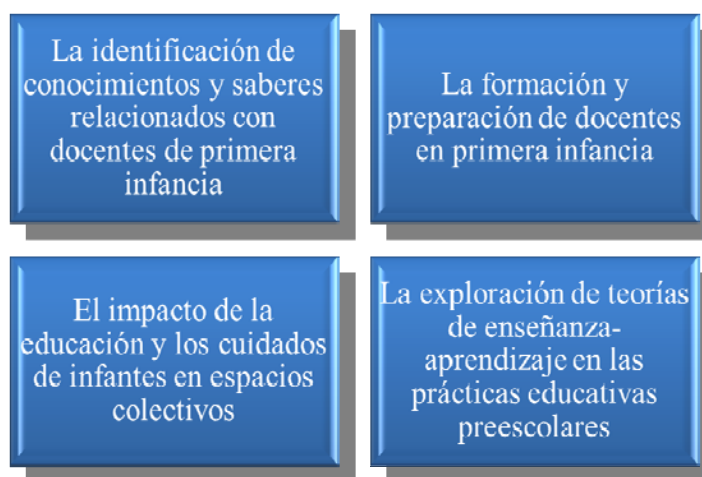 La identificación de
conocimientos y saberes
relacionados con
docentes de primera
infancia
La formación y
preparación de docentes
en primera infancia
El impacto de la
educación y los cuidados
de infantes en espacios
colectivos
La exploración de teorías
de enseñanza-
aprendizaje en las
prácticas educativas
preescolares